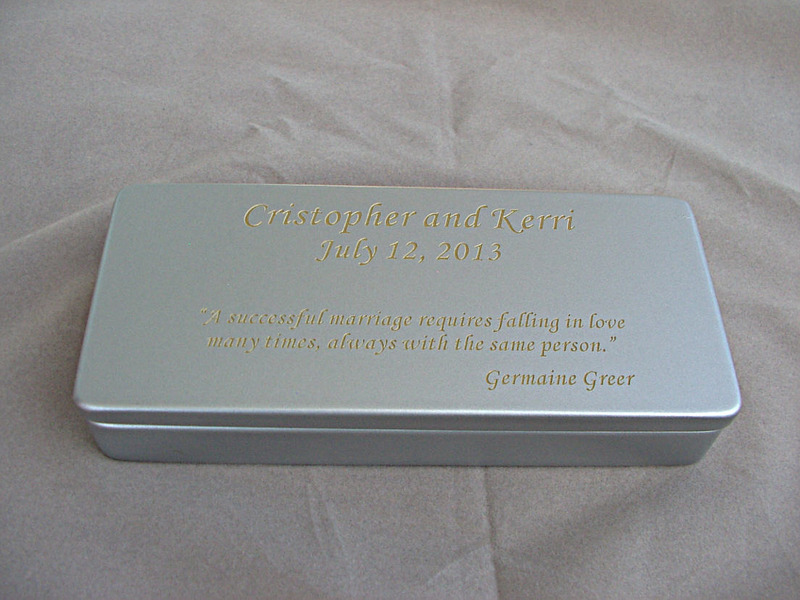 Cristopher and Kerri
July 12, 2013
"A successful marriage requires falling in love
many times, always with the same person."
Germaine Greer